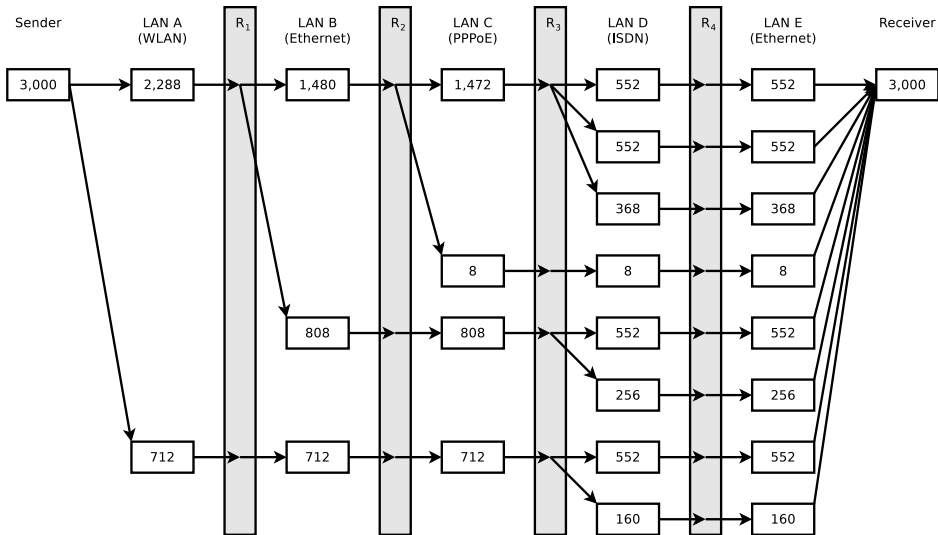 Sender LAN A R1 LAN B R2 LAN C R3 LAN D R4 LAN E Receiver
(WLAN) (Ethernet) (PPPoE) (ISDN) (Ethernet)
3,000 2,288 1,480 1,472 552 552 3,000
552 552
368 368
8 8 8
808 808 552 552
256 256
712 712 712 552 552
160 160